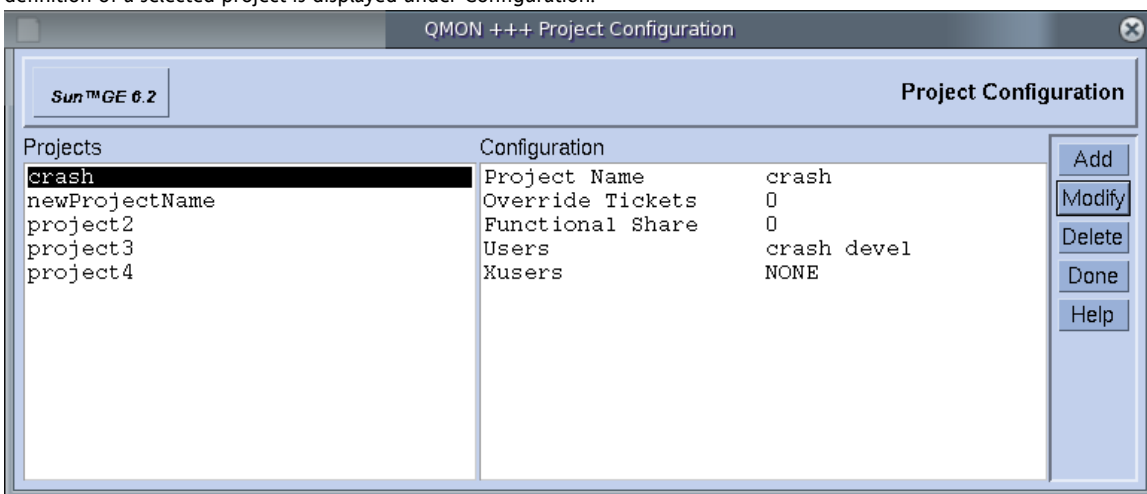 definition of a selected project is displayed under Configuration.
QMON +++ Project Configuration
Sun™GE 6.2
Project Configuration
Projects
crash
newProjectName
project2
project3
project4
Configuration
Project Name crash
Override Tickets 0
Functional Share 0
Users crash devel
Xusers NONE
Add
Modify
Delete
Done
Help